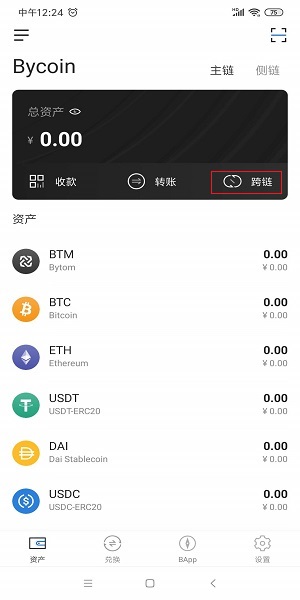 中午12:24
75
Bycoin
主链 侧链
总资产
¥ 0.00
收款 转账 跨链
资产
BTM 0.00
Bytom ¥ 0.00
BTC 0.00
Bitcoin ¥ 0.00
ETH 0.00
Ethereum ¥ 0.00
USDT 0.00
USDT-ERC20 ¥ 0.00
DAI 0.00
Dai Stablecoin ¥ 0.00
USDC 0.00
USDC-ERC20 ¥ 0.00
资产 兑换 BApp 设置